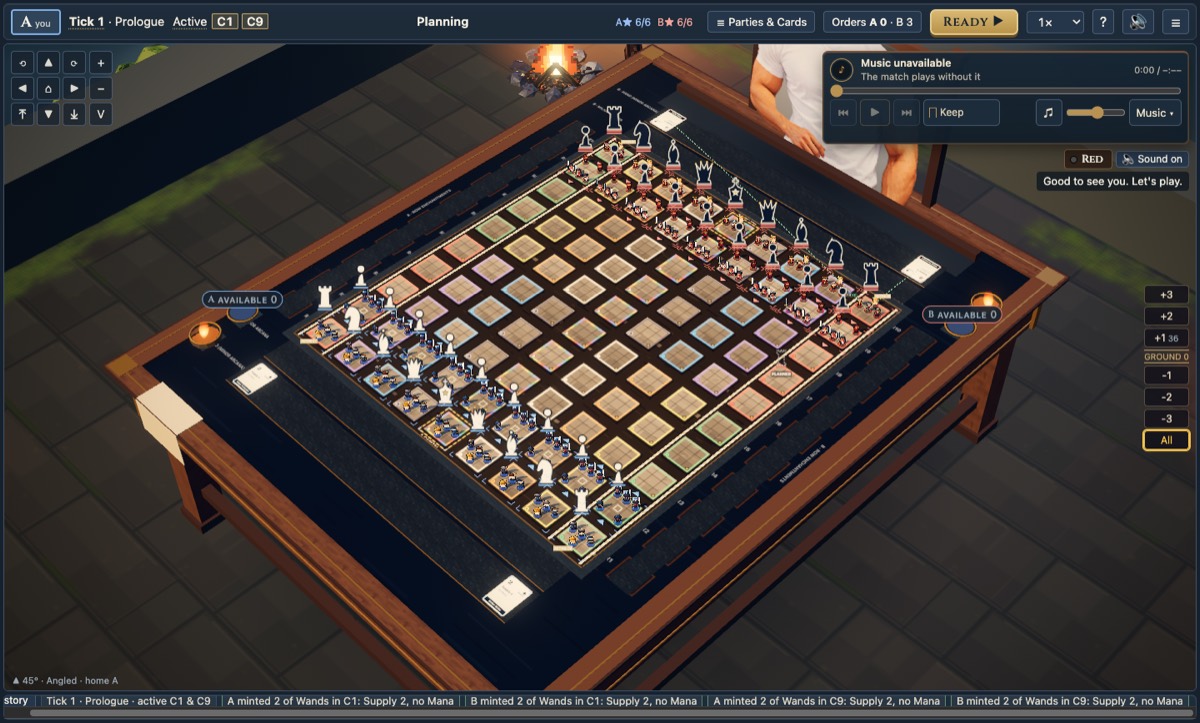 A you Tick 1 · Prologue Active C1 C9 Planning A★ 6/6 B★ 6/6 ≡ Parties & Cards Orders A 0 · B 3 READY ▶ 1x ? ≡
+
−
V
Music unavailable
The match plays without it
0:00 / –:––
Keep
Music
RED
Sound on
Good to see you. Let's play.
A AVAILABLE 0
B AVAILABLE 0
+3
+2
+1 36
GROUND 0
-1
-2
-3
All
▲ 45° · Angled · home A
story Tick 1 · Prologue · active C1 & C9 A minted 2 of Wands in C1: Supply 2, no Mana B minted 2 of Wands in C1: Supply 2, no Mana A minted 2 of Wands in C9: Supply 2, no Mana B minted 2 of Wands in C9: Supply 2, no Mana